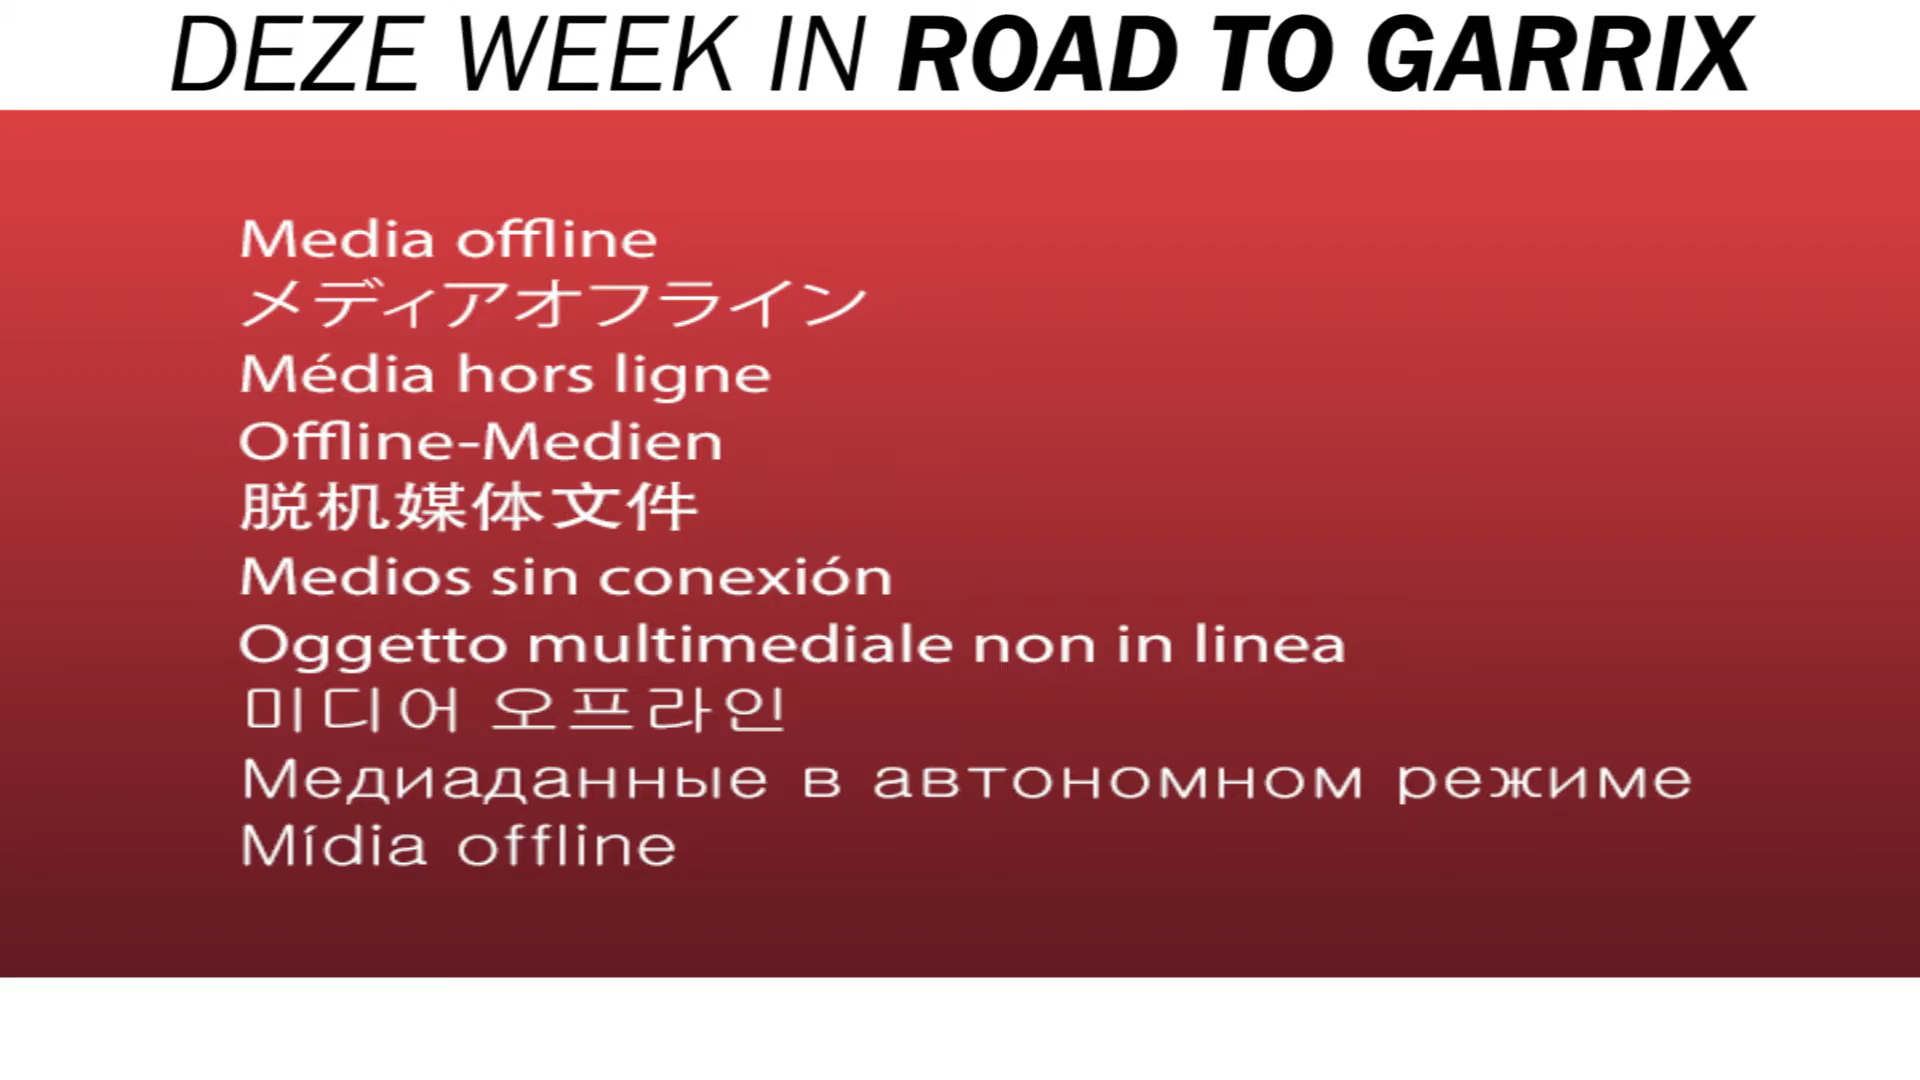 DEZE WEEK IN ROAD TO GARRIX
Media offline
メディアオフライン
Média hors ligne
Offline-Medien
脱机媒体文件
Medios sin conexión
Oggetto multimediale non in linea
미디어 오프라인
Медиаданные в автономном режиме
Mídia offline